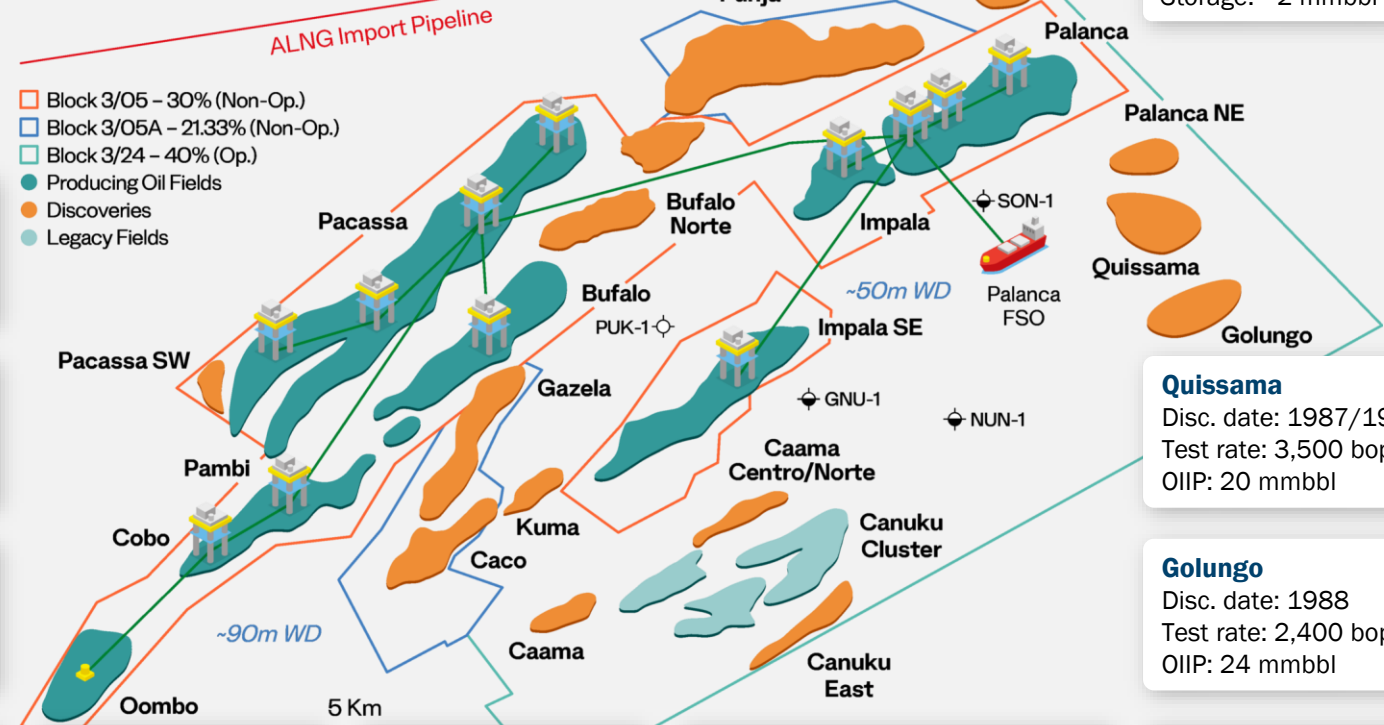 Storage: ~2 mmbbl
ALNG Import Pipeline
Palanca
Block 3/05 – 30% (Non-Op.)
Block 3/05A – 21.33% (Non-Op.)
Block 3/24 – 40% (Op.)
Producing Oil Fields
Discoveries
Legacy Fields
Palanca NE
Pacassa
Bufalo
Norte
Impala
SON-1
Quissama
Bufalo
~50m WD
Palanca
FSO
PUK-1
Impala SE
Golungo
Pacassa SW
Gazela
GNU-1
NUN-1
Quissama
Disc. date: 1987/19
Test rate: 3,500 bop
OIIP: 20 mmbbl
Pambi
Caama
Centro/Norte
Cobo
Kuma
Caco
Canuku
Cluster
Golungo
Disc. date: 1988
Test rate: 2,400 bop
OIIP: 24 mmbbl
~90m WD
Caama
Canuku
East
Oombo
5 Km